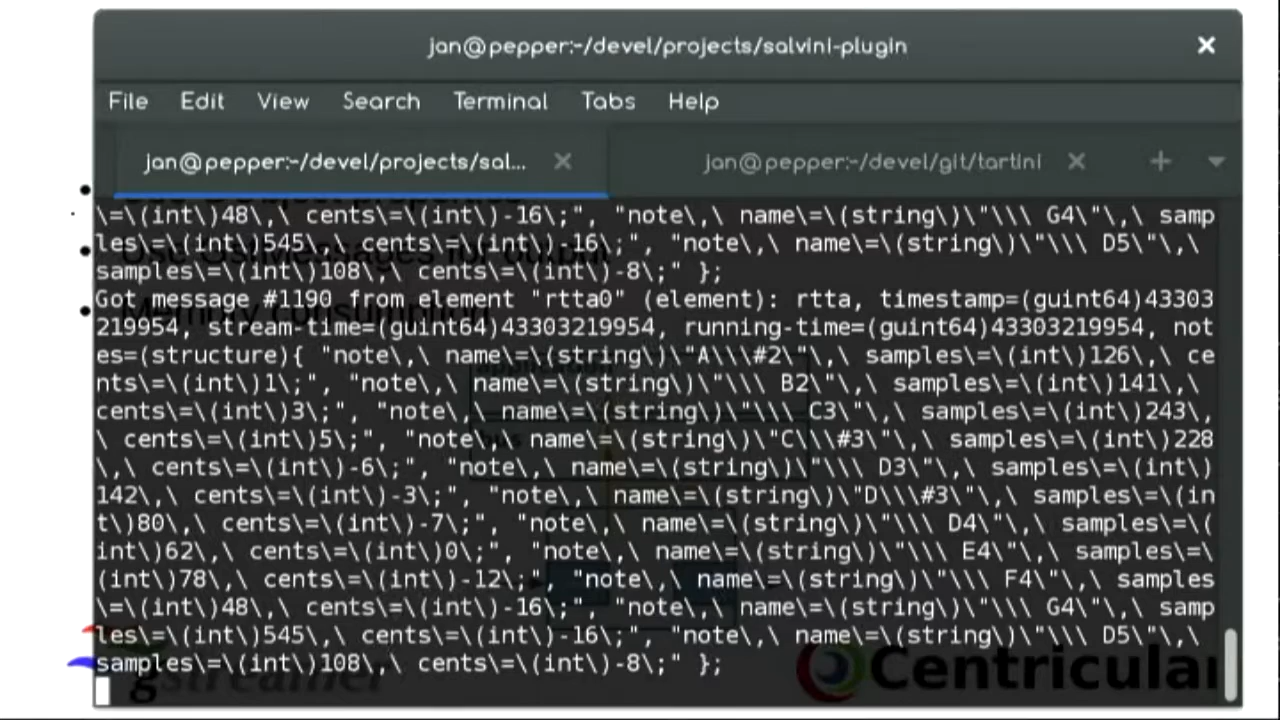 jan@pepper:~/devel/projects/salvini-plugin
File Edit View Search Terminal Tabs Help
jan@pepper:~/devel/projects/sal... jan@pepper:~/devel/git/tartini
\=\(int\)48\,\ cents\=\(int\)-16\;", "note\,\ name\=\(string\)\"\\\ G4\"\,\ samp
les\=\(int\)545\,\ cents\=\(int\)-16\;", "note\,\ name\=\(string\)\"\\\ D5\"\,\
samples\=\(int\)108\,\ cents\=\(int\)-8\;" };
Got message #1190 from element "rtta0" (element): rtta, timestamp=(guint64)43303
219954, stream-time=(guint64)43303219954, running-time=(guint64)43303219954, not
es=(structure){ "note\,\ name\=\(string\)\"A\\\#2\"\,\ samples\=\(int\)126\,\ ce
nts\=\(int\)1\;", "note\,\ name\=\(string\)\"\\\ B2\"\,\ samples\=\(int\)141\,\
cents\=\(int\)3\;", "note\,\ name\=\(string\)\"\\\ C3\"\,\ samples\=\(int\)243\,
\ cents\=\(int\)5\;", "note\,\ name\=\(string\)\"C\\\#3\"\,\ samples\=\(int\)228
\,\ cents\=\(int\)-6\;", "note\,\ name\=\(string\)\"\\\ D3\"\,\ samples\=\(int\)
142\,\ cents\=\(int\)-3\;", "note\,\ name\=\(string\)\"D\\\#3\"\,\ samples\=\(in
t\)80\,\ cents\=\(int\)-7\;", "note\,\ name\=\(string\)\"\\\ D4\"\,\ samples\=\(
int\)62\,\ cents\=\(int\)0\;", "note\,\ name\=\(string\)\"\\\ E4\"\,\ samples\=\
(int\)78\,\ cents\=\(int\)-12\;", "note\,\ name\=\(string\)\"\\\ F4\"\,\ samples
\=\(int\)48\,\ cents\=\(int\)-16\;", "note\,\ name\=\(string\)\"\\\ G4\"\,\ samp
les\=\(int\)545\,\ cents\=\(int\)-16\;", "note\,\ name\=\(string\)\"\\\ D5\"\,\
samples\=\(int\)108\,\ cents\=\(int\)-8\;" };
Use GstMessages for output
Memory consumption
application
bus
gstreamer
Centricular